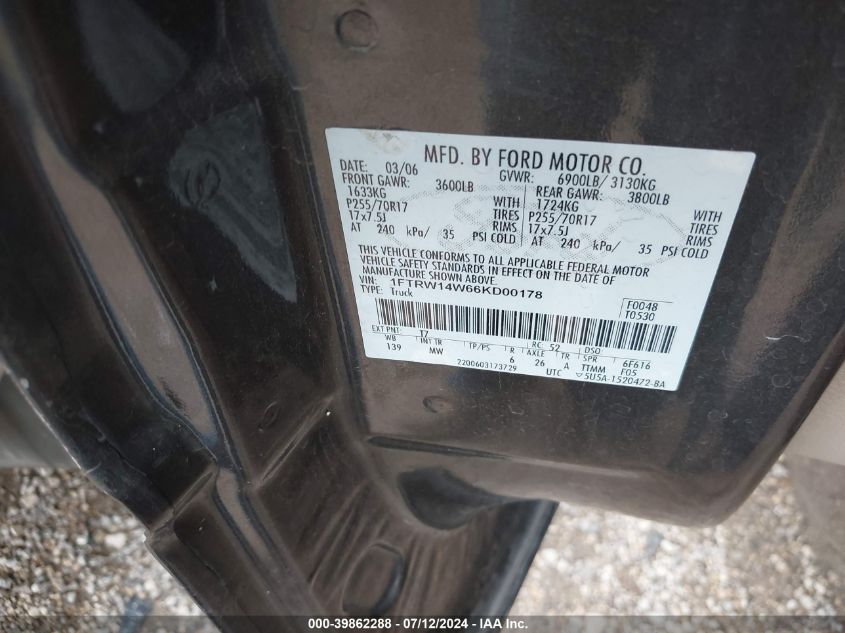 MFD. BY FORD MOTOR CO.
DATE: 03/06 GVWR: 6900LB/ 3130KG
FRONT GAWR: 3600LB REAR GAWR: 3800LB
1633KG WITH 1724KG WITH
P255/70R17 TIRES P255/70R17 TIRES
17x7.5J RIMS 17x7.5J RIMS
AT 240 kPa/ 35 PSI COLD AT 240 kPa/ 35 PSI COLD
THIS VEHICLE CONFORMS TO ALL APPLICABLE FEDERAL MOTOR
VEHICLE SAFETY STANDARDS IN EFFECT ON THE DATE OF
MANUFACTURE SHOWN ABOVE.
VIN: 1FTRW14W66KD00178
TYPE: Truck
F0048
T0530
EXT PNT: T7 RC: 52 DSO:
WB INT TR TP/PS R AXLE TR SPR 6F6T6
139 MW 6 26 A TTMM F05
2200603173729 UTC ▽5U5A-1520472-BA
000-39862288 - 07/12/2024 - IAA Inc.